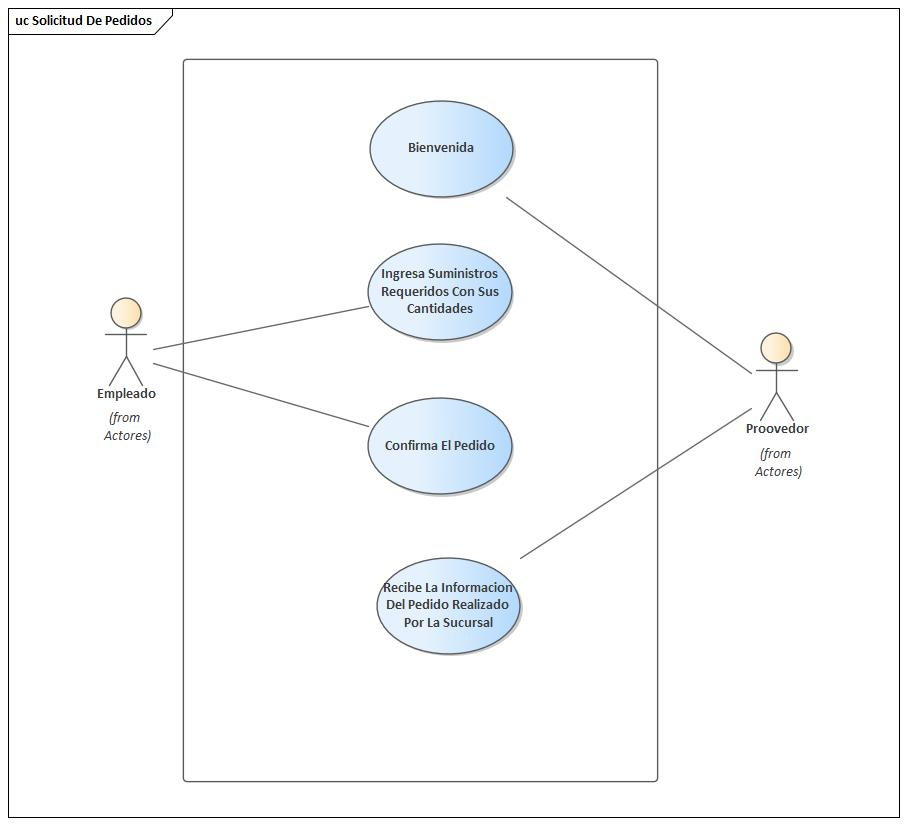 uc Solicitud De Pedidos
Bienvenida
Ingresa Suministros
Requeridos Con Sus
Cantidades
Empleado
(from
Actores)
Confirma El Pedido
Proovedor
(from
Actores)
Recibe La Informacion
Del Pedido Realizado
Por La Sucursal